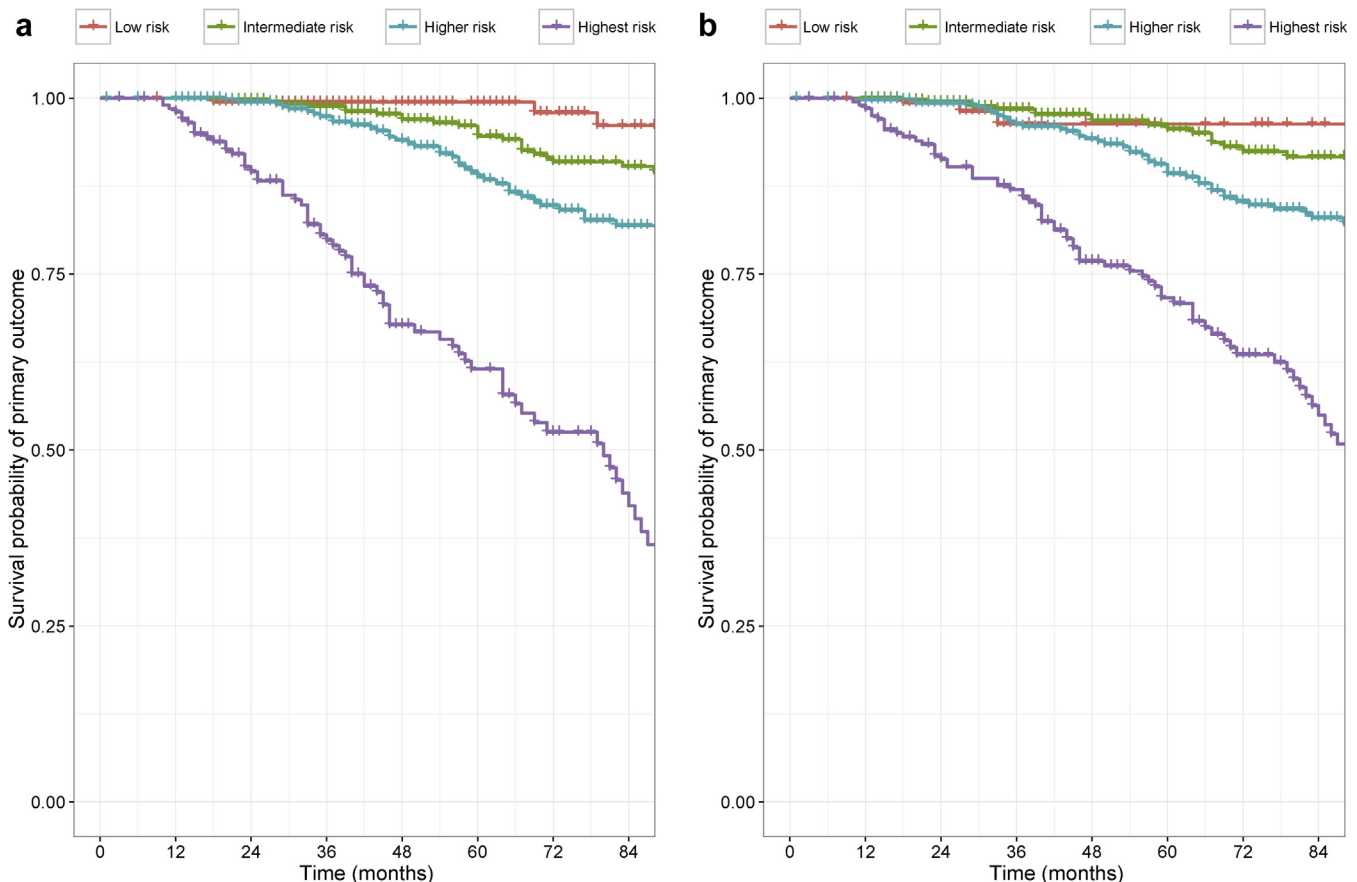 a
Low risk
Intermediate risk
Higher risk
Highest risk
Survival probability of primary outcome
1.00
0.75
0.50
0.25
0.00
0 12 24 36 48 60 72 84
Time (months)
b
Low risk
Intermediate risk
Higher risk
Highest risk
Survival probability of primary outcome
1.00
0.75
0.50
0.25
0.00
0 12 24 36 48 60 72 84
Time (months)